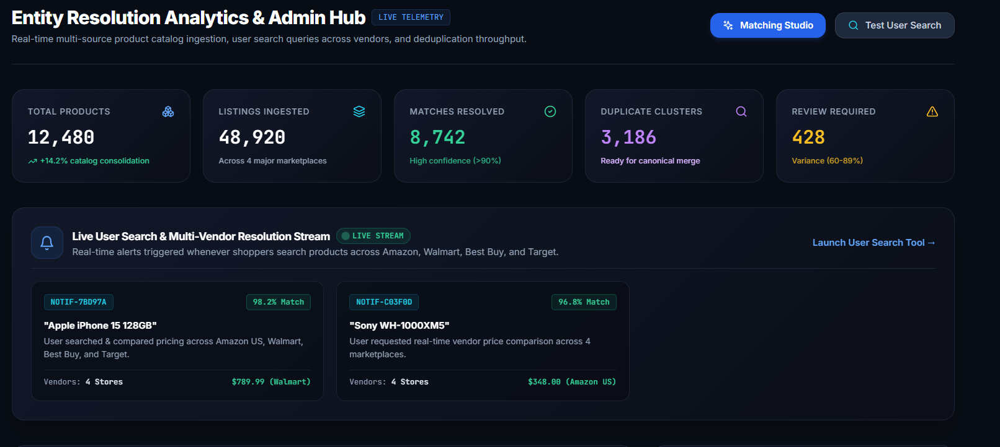 Entity Resolution Analytics & Admin Hub
LIVE TELEMETRY
Real-time multi-source product catalog ingestion, user search queries across vendors, and deduplication throughput.
Matching Studio
Test User Search
TOTAL PRODUCTS
12,480
+14.2% catalog consolidation
LISTINGS INGESTED
48,920
Across 4 major marketplaces
MATCHES RESOLVED
8,742
High confidence (>90%)
DUPLICATE CLUSTERS
3,186
Ready for canonical merge
REVIEW REQUIRED
428
Variance (60-89%)
Live User Search & Multi-Vendor Resolution Stream
LIVE STREAM
Real-time alerts triggered whenever shoppers search products across Amazon, Walmart, Best Buy, and Target.
Launch User Search Tool →
NOTIF-7BD97A
98.2% Match
"Apple iPhone 15 128GB"
User searched & compared pricing across Amazon US, Walmart,
Best Buy, and Target.
Vendors: 4 Stores
$789.99 (Walmart)
NOTIF-C03F0D
96.8% Match
"Sony WH-1000XM5"
User requested real-time vendor price comparison across 4
marketplaces.
Vendors: 4 Stores
$348.00 (Amazon US)